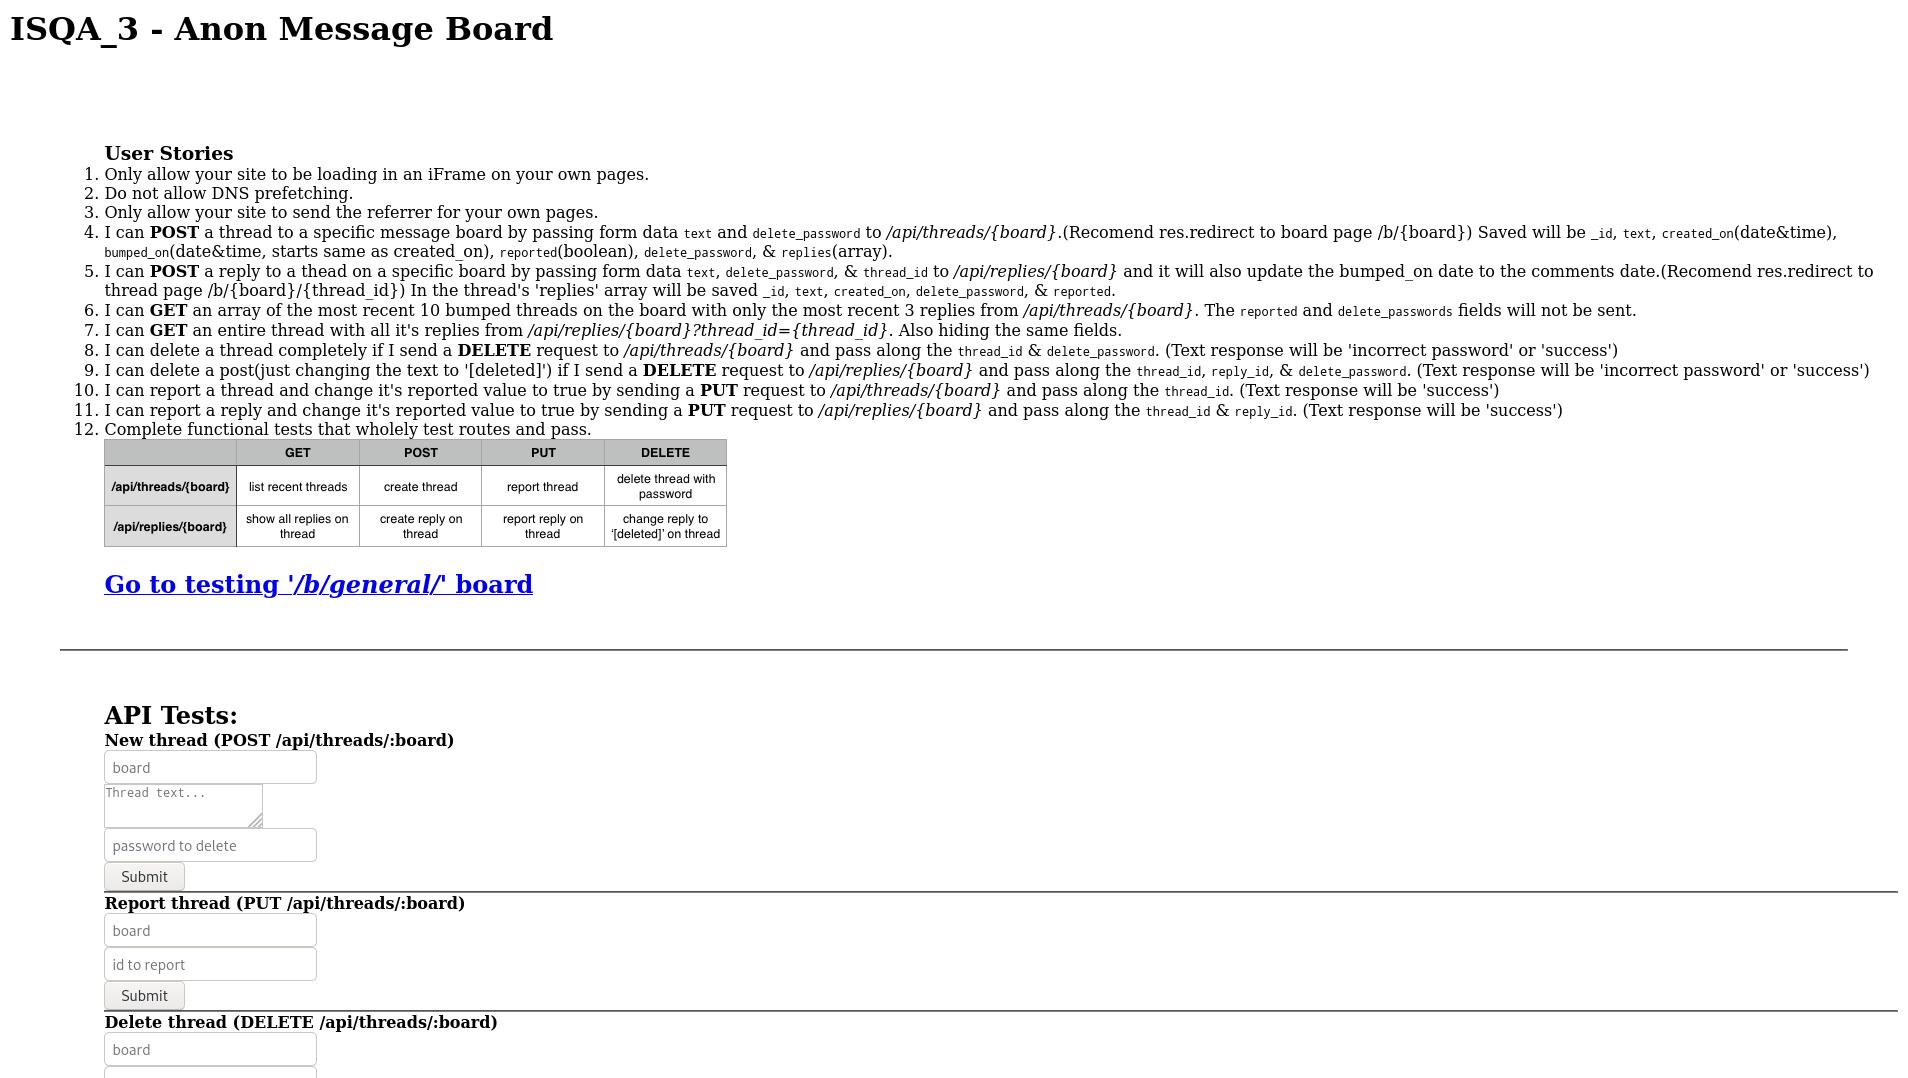 ISQA_3 - Anon Message Board
User Stories
1. Only allow your site to be loading in an iFrame on your own pages.
2. Do not allow DNS prefetching.
3. Only allow your site to send the referrer for your own pages.
4. I can POST a thread to a specific message board by passing form data text and delete_password to /api/threads/{board}.(Recomend res.redirect to board page /b/{board}) Saved will be _id, text, created_on(date&time),
bumped_on(date&time, starts same as created_on), reported(boolean), delete_password, & replies(array).
5. I can POST a reply to a thead on a specific board by passing form data text, delete_password, & thread_id to /api/replies/{board} and it will also update the bumped_on date to the comments date.(Recomend res.redirect to
thread page /b/{board}/{thread_id}) In the thread's 'replies' array will be saved _id, text, created_on, delete_password, & reported.
6. I can GET an array of the most recent 10 bumped threads on the board with only the most recent 3 replies from /api/threads/{board}. The reported and delete_passwords fields will not be sent.
7. I can GET an entire thread with all it's replies from /api/replies/{board}?thread_id={thread_id}. Also hiding the same fields.
8. I can delete a thread completely if I send a DELETE request to /api/threads/{board} and pass along the thread_id & delete_password. (Text response will be 'incorrect password' or 'success')
9. I can delete a post(just changing the text to '[deleted]') if I send a DELETE request to /api/replies/{board} and pass along the thread_id, reply_id, & delete_password. (Text response will be 'incorrect password' or 'success')
10. I can report a thread and change it's reported value to true by sending a PUT request to /api/threads/{board} and pass along the thread_id. (Text response will be 'success')
11. I can report a reply and change it's reported value to true by sending a PUT request to /api/replies/{board} and pass along the thread_id & reply_id. (Text response will be 'success')
12. Complete functional tests that wholely test routes and pass.
GET POST PUT DELETE
/api/threads/{board} list recent threads create thread report thread delete thread with
password
/api/replies/{board} show all replies on create reply on report reply on change reply to
thread thread thread '[deleted]' on thread
Go to testing '/b/general/' board
API Tests:
New thread (POST /api/threads/:board)
board
Thread text...
password to delete
Submit
Report thread (PUT /api/threads/:board)
board
id to report
Submit
Delete thread (DELETE /api/threads/:board)
board